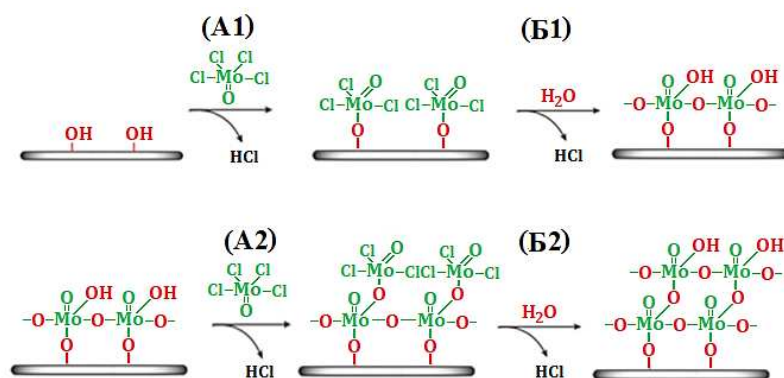 (А1)
(Б1)
OH OH
Cl Cl
Cl–Mo–Cl
O
HCl
Cl O Cl O
Cl–Mo–Cl Cl–Mo–Cl
O O
H₂O
HCl
O OH O OH
–O–Mo–O–Mo–O–
O O
(А2)
(Б2)
O OH O OH
–O–Mo–O–Mo–O–
O O
Cl Cl
Cl–Mo–Cl
O
HCl
Cl O Cl O
Cl–Mo–ClCl–Mo–Cl
O O O O
–O–Mo–O–Mo–O–
O O
H₂O
HCl
O OH O OH
–O–Mo–O–Mo–O–
O O O O
–O–Mo–O–Mo–O–
O O